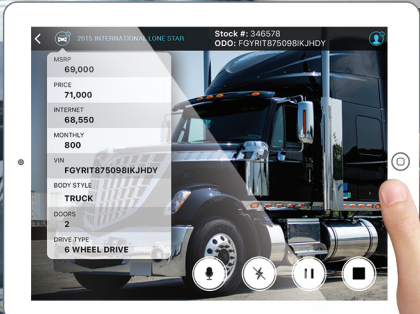 2015 INTERNATIONAL LONE STAR
Stock #: 346578
ODO: FGYRIT875098IKJHDY
MSRP
69,000
PRICE
71,000
INTERNET
68,550
MONTHLY
800
VIN
FGYRIT875098IKJHDY
BODY STYLE
TRUCK
DOORS
2
DRIVE TYPE
6 WHEEL DRIVE